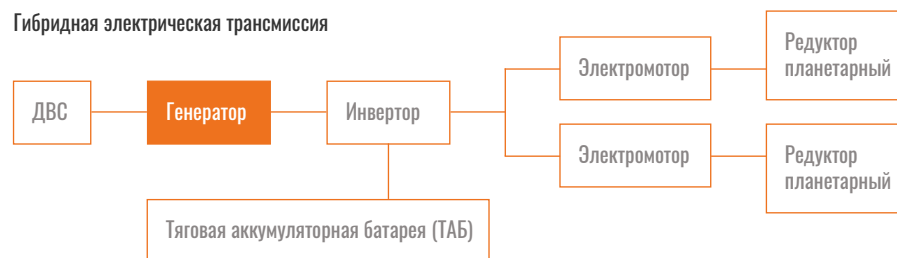 Гибридная электрическая трансмиссия
ДВС
Генератор
Инвертор
Электромотор
Редуктор
планетарный
Электромотор
Редуктор
планетарный
Тяговая аккумуляторная батарея (ТАБ)